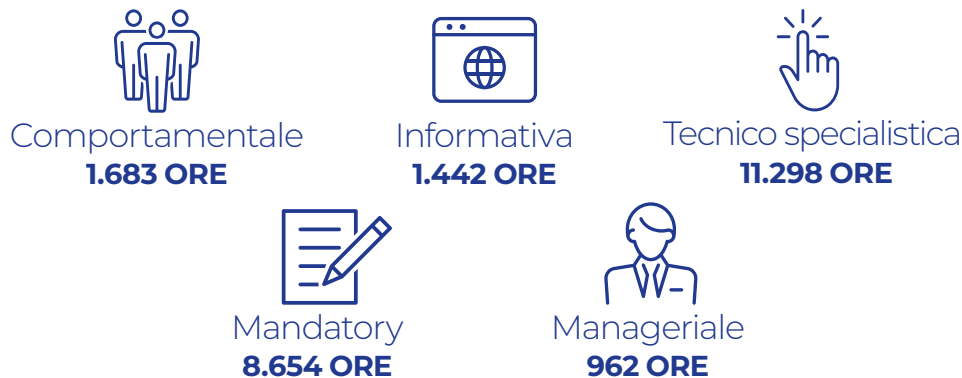 Comportamentale
1.683 ORE
Informativa
1.442 ORE
Tecnico specialistica
11.298 ORE
Mandatory
8.654 ORE
Manageriale
962 ORE